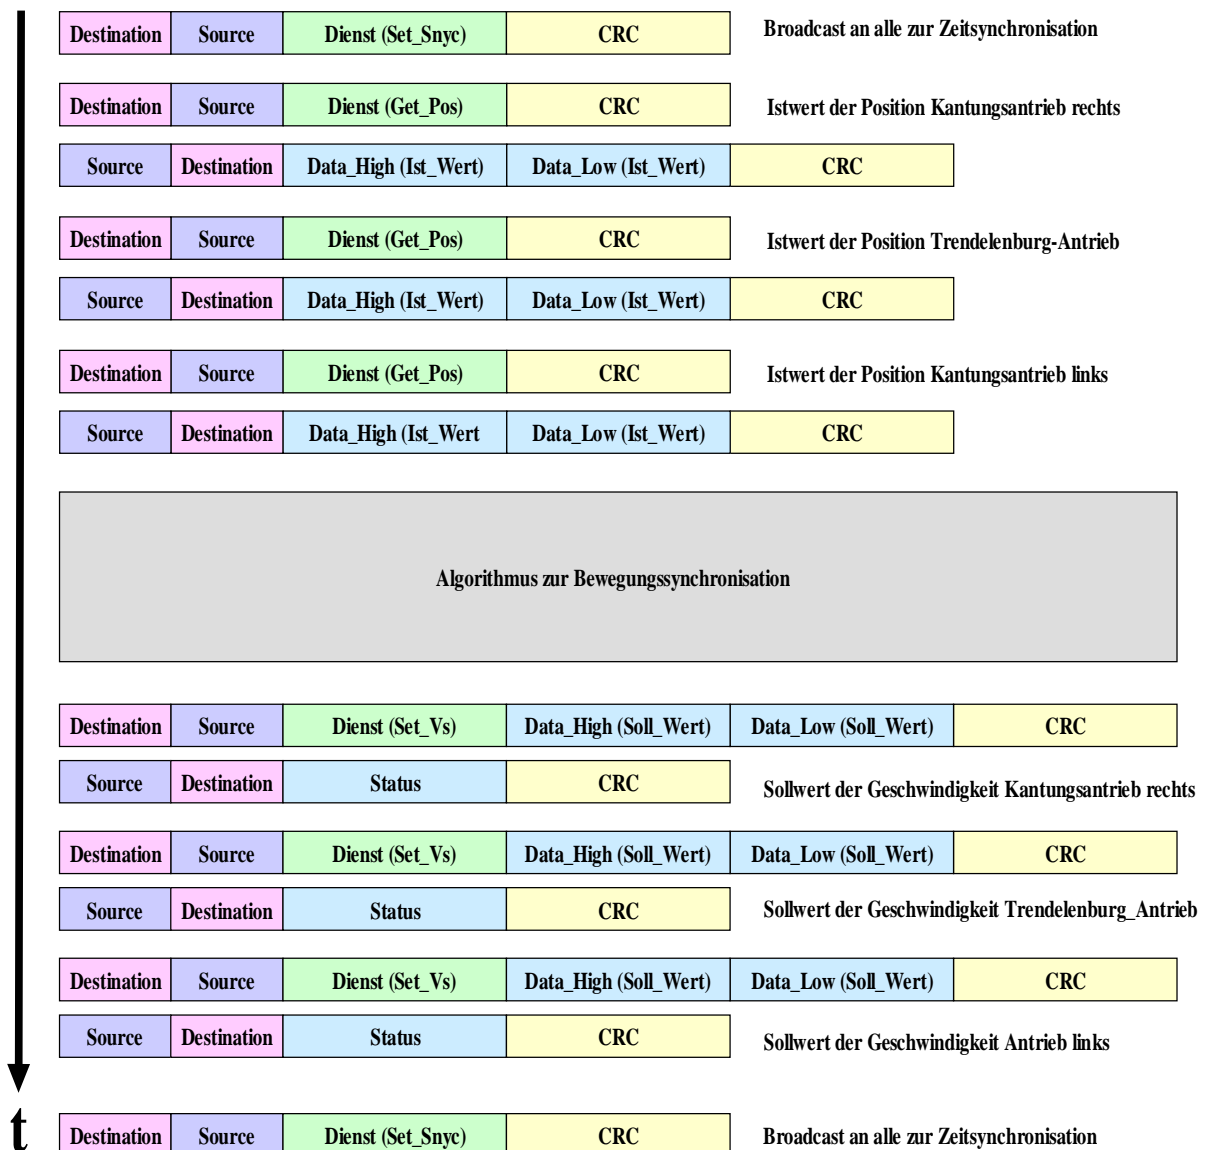 Destination Source Dienst (Set_Snyc) CRC Broadcast an alle zur Zeitsynchronisation
Destination Source Dienst (Get_Pos) CRC Istwert der Position Kantungsantrieb rechts
Source Destination Data_High (Ist_Wert) Data_Low (Ist_Wert) CRC
Destination Source Dienst (Get_Pos) CRC Istwert der Position Trendelenburg-Antrieb
Source Destination Data_High (Ist_Wert) Data_Low (Ist_Wert) CRC
Destination Source Dienst (Get_Pos) CRC Istwert der Position Kantungsantrieb links
Source Destination Data_High (Ist_Wert Data_Low (Ist_Wert) CRC
Algorithmus zur Bewegungssynchronisation
Destination Source Dienst (Set_Vs) Data_High (Soll_Wert) Data_Low (Soll_Wert) CRC
Source Destination Status CRC Sollwert der Geschwindigkeit Kantungsantrieb rechts
Destination Source Dienst (Set_Vs) Data_High (Soll_Wert) Data_Low (Soll_Wert) CRC
Source Destination Status CRC Sollwert der Geschwindigkeit Trendelenburg_Antrieb
Destination Source Dienst (Set_Vs) Data_High (Soll_Wert) Data_Low (Soll_Wert) CRC
Source Destination Status CRC Sollwert der Geschwindigkeit Antrieb links
t Destination Source Dienst (Set_Snyc) CRC Broadcast an alle zur Zeitsynchronisation